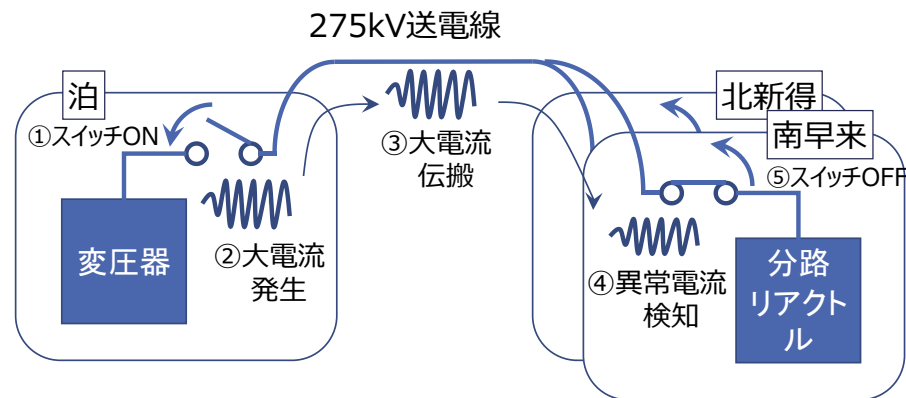 275kV送電線
泊
①スイッチON
変圧器
②大電流
発生
③大電流
伝搬
北新得
南早来
⑤スイッチOFF
④異常電流
検知
分路
リアクト
ル